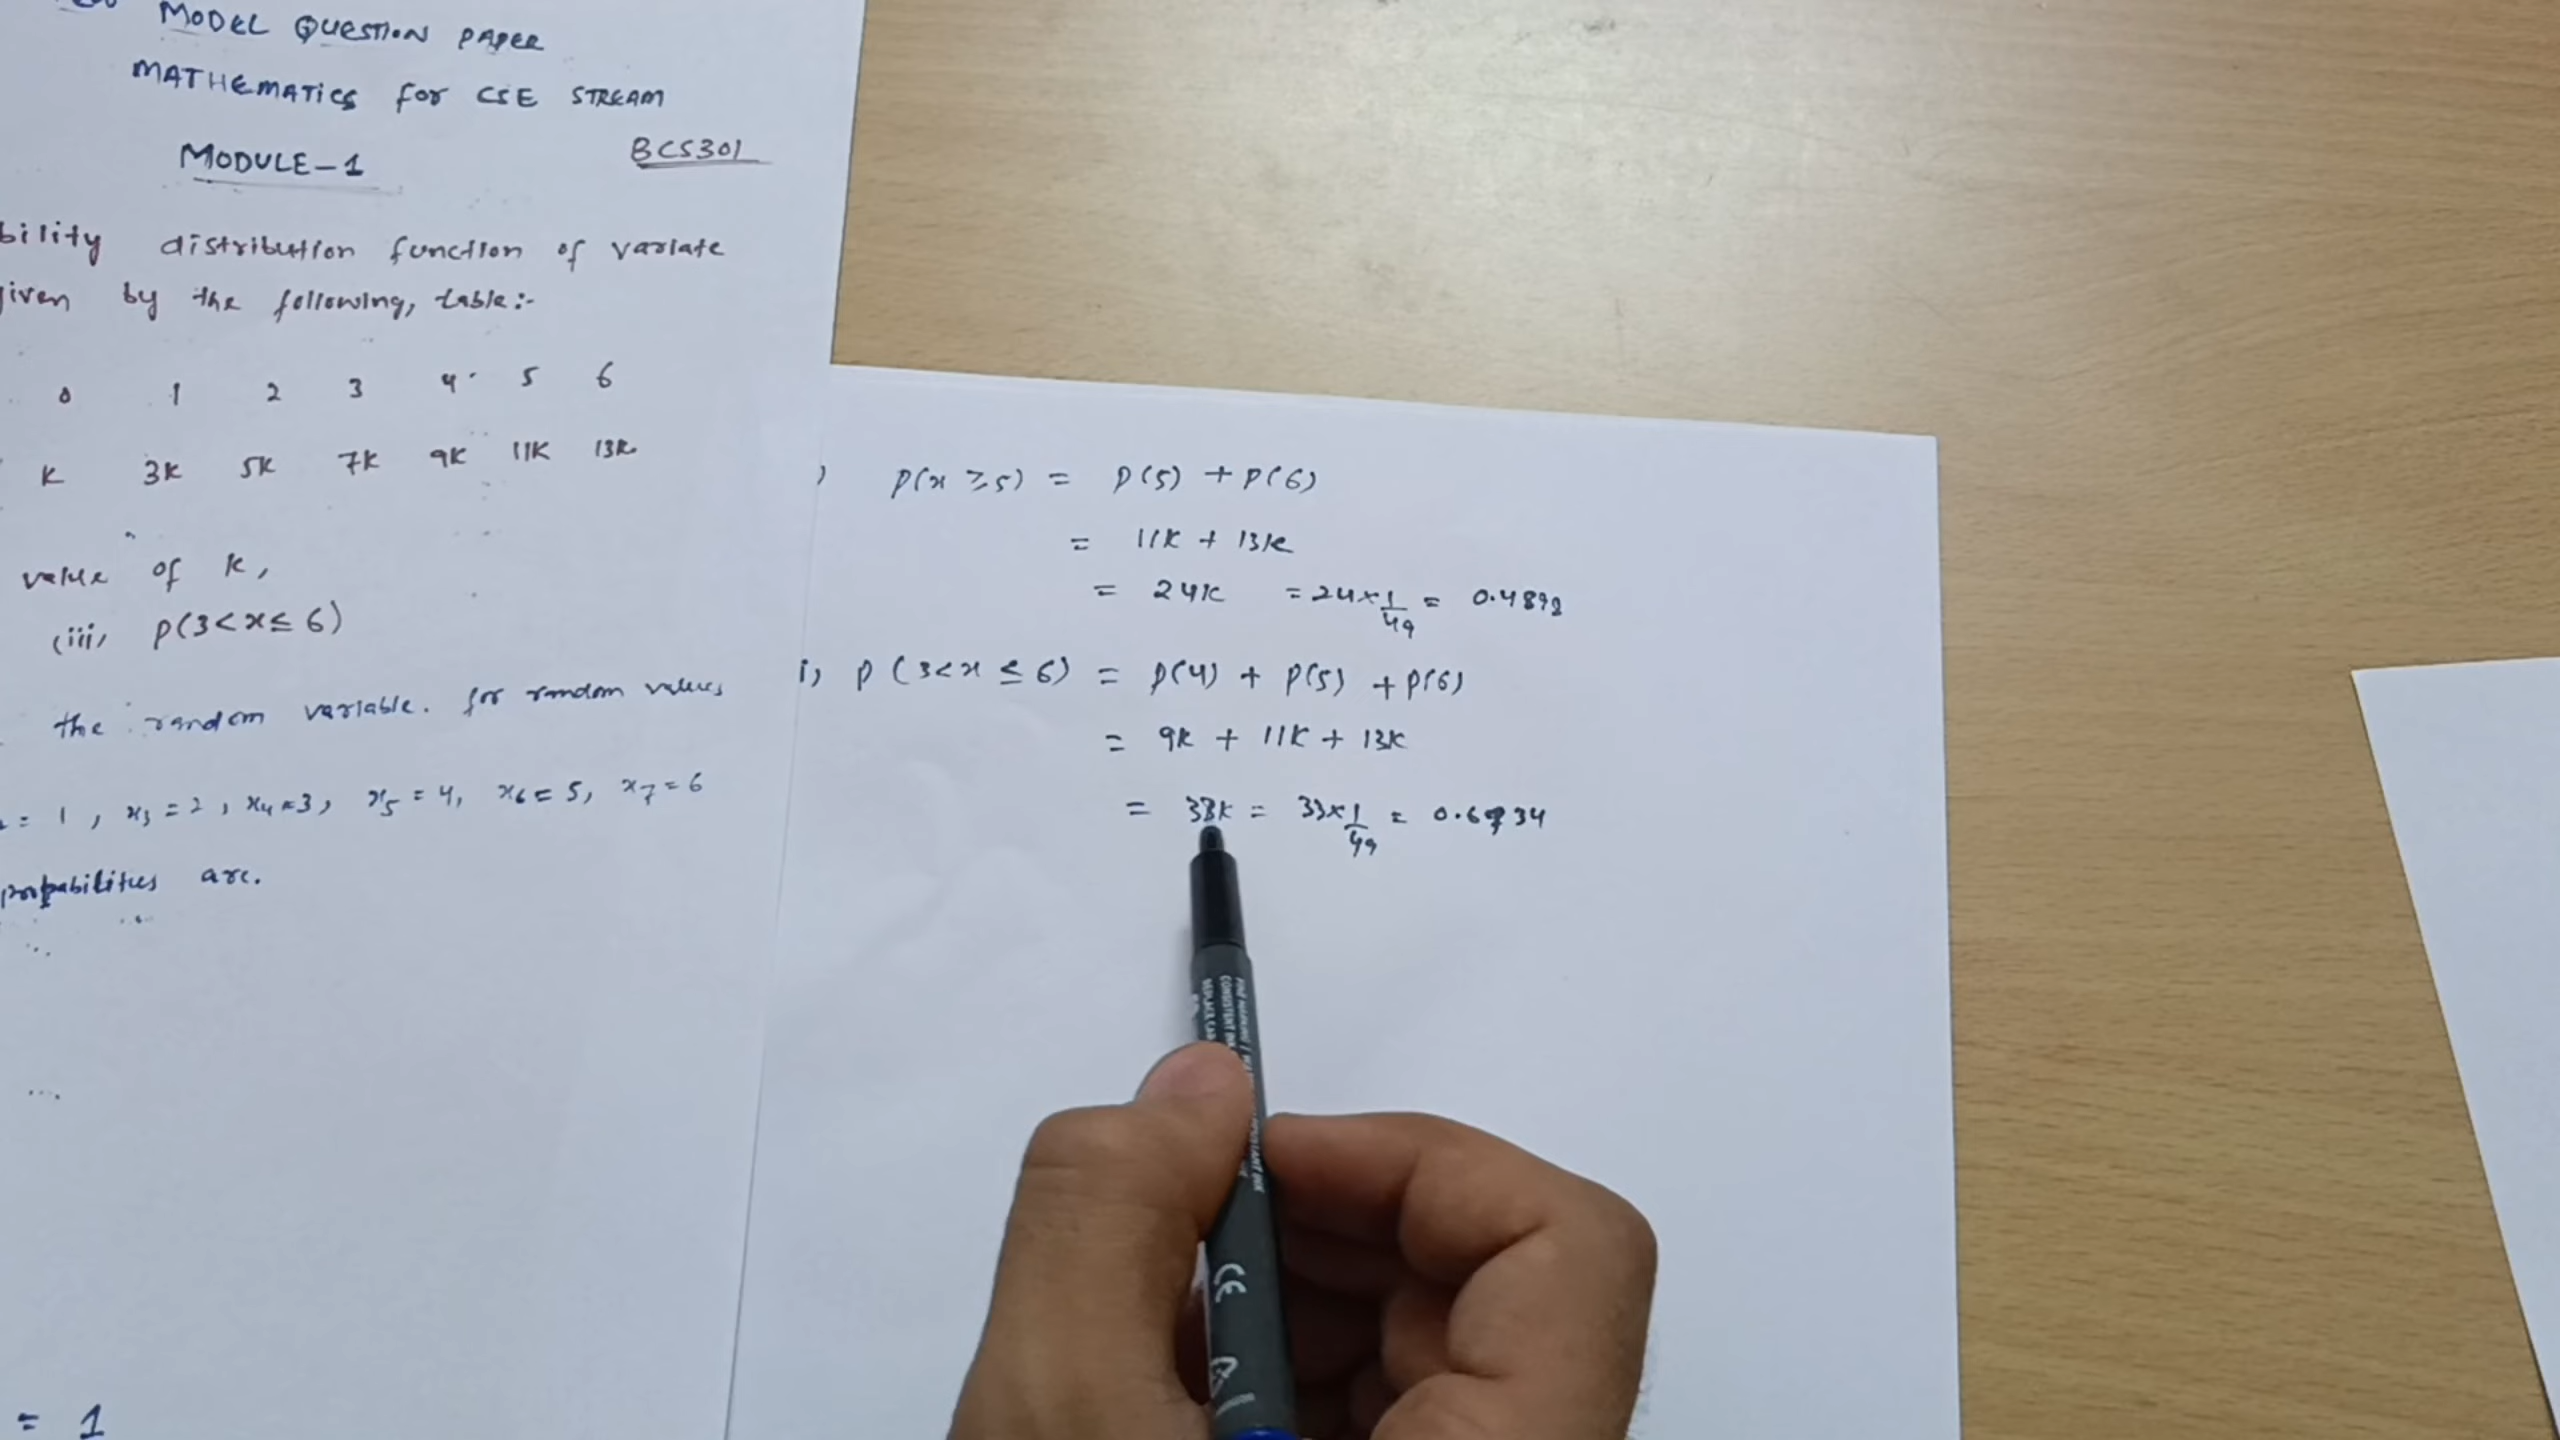 MODEL QUESTION PAPER
MATHEMATICS for CSE STREAM
MODULE-1
BCS301
bility distribution function of variate
given by the following, table:-
0 1 2 3 4 5 6
K 3K 5K 7K 9K 11K 13K
value of k,
(iii) P(3<x≤6)
the random variable. for random values
= 1, x3 = 2, x4 = 3, x5 = 4, x6 = 5, x7 = 6
probabilities are.
= 1
) P(x ≥5) = P(5) + P(6)
= 11K + 13K
= 24K = 24 × 1/49 = 0.4898
i) P (3<x ≤ 6) = P(4) + P(5) + P(6)
= 9K + 11K + 13K
= 33K = 33 × 1/49 = 0.6734
CE